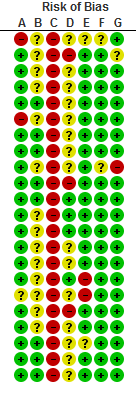 Risk of Bias
A B C D E F G
- ? - ? ? ? +
+ ? - - + + ?
+ ? - ? + + +
+ ? - ? + + +
+ + - ? + + +
- ? - ? + + +
+ + - ? + + +
+ + - ? + + +
+ ? - ? + ? -
+ + - - + + +
+ + - + + + +
+ ? - + + + +
+ ? - + + + +
+ ? - ? + + +
+ ? - ? + + +
+ + - + - + +
? ? - ? - + +
+ ? - - + + +
+ ? - ? + + +
+ + - ? ? + +
+ + - ? + + +
+ + - ? + + +